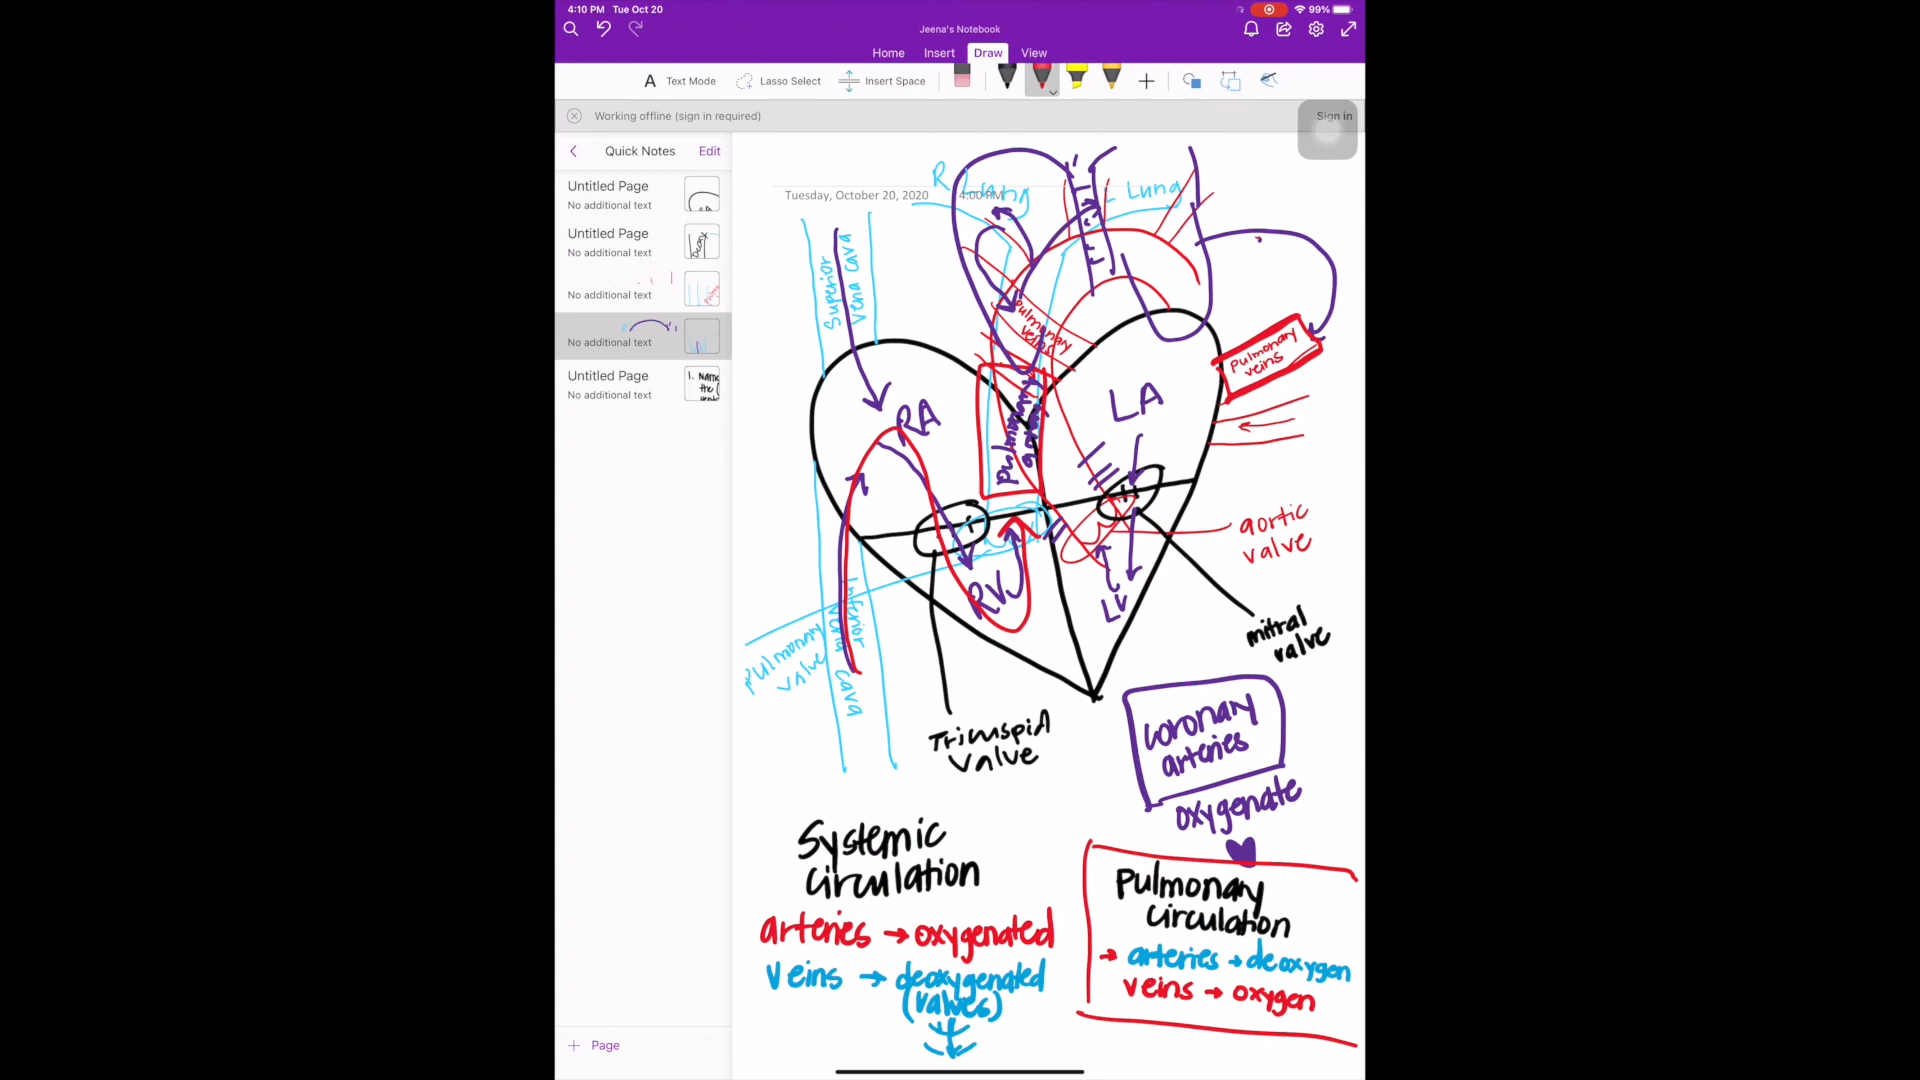 4:10 PM Tue Oct 20
99%
Jeena's Notebook
Home Insert Draw View
A Text Mode Lasso Select Insert Space
Working offline (sign in required)
Sign in
Quick Notes Edit
Untitled Page
No additional text
Untitled Page
No additional text
No additional text
No additional text
Untitled Page
No additional text
1. Name
the
Page
Tuesday, October 20, 2020 4:00 PM
R Lung
L Lung
Superior
Vena Cava
Pulmonary
veins
Pulmonary
veins
RA
LA
RV
LV
aortic
valve
mitral
valve
Pulmonary
valve
Inferior
Vena Cava
Tricuspid
Valve
Coronary
arteries
oxygenate
Systemic
Circulation
arteries → oxygenated
Veins → deoxygenated
(valves)
Pulmonary
Circulation
→ arteries → deoxygen
veins → oxygen